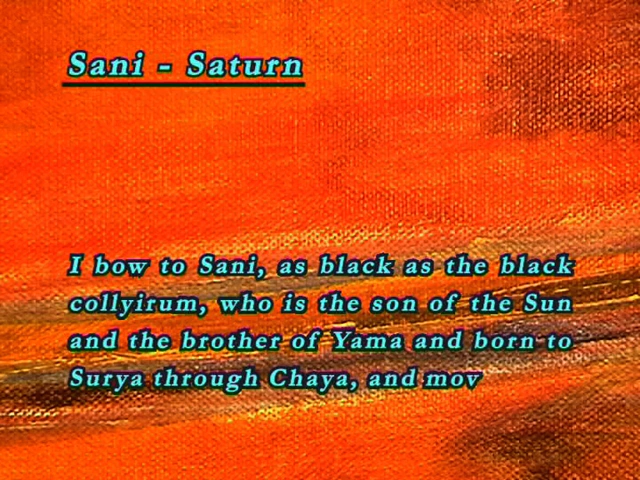 Sani - Saturn
I bow to Sani, as black as the black
collyirum, who is the son of the Sun
and the brother of Yama and born to
Surya through Chaya, and mov